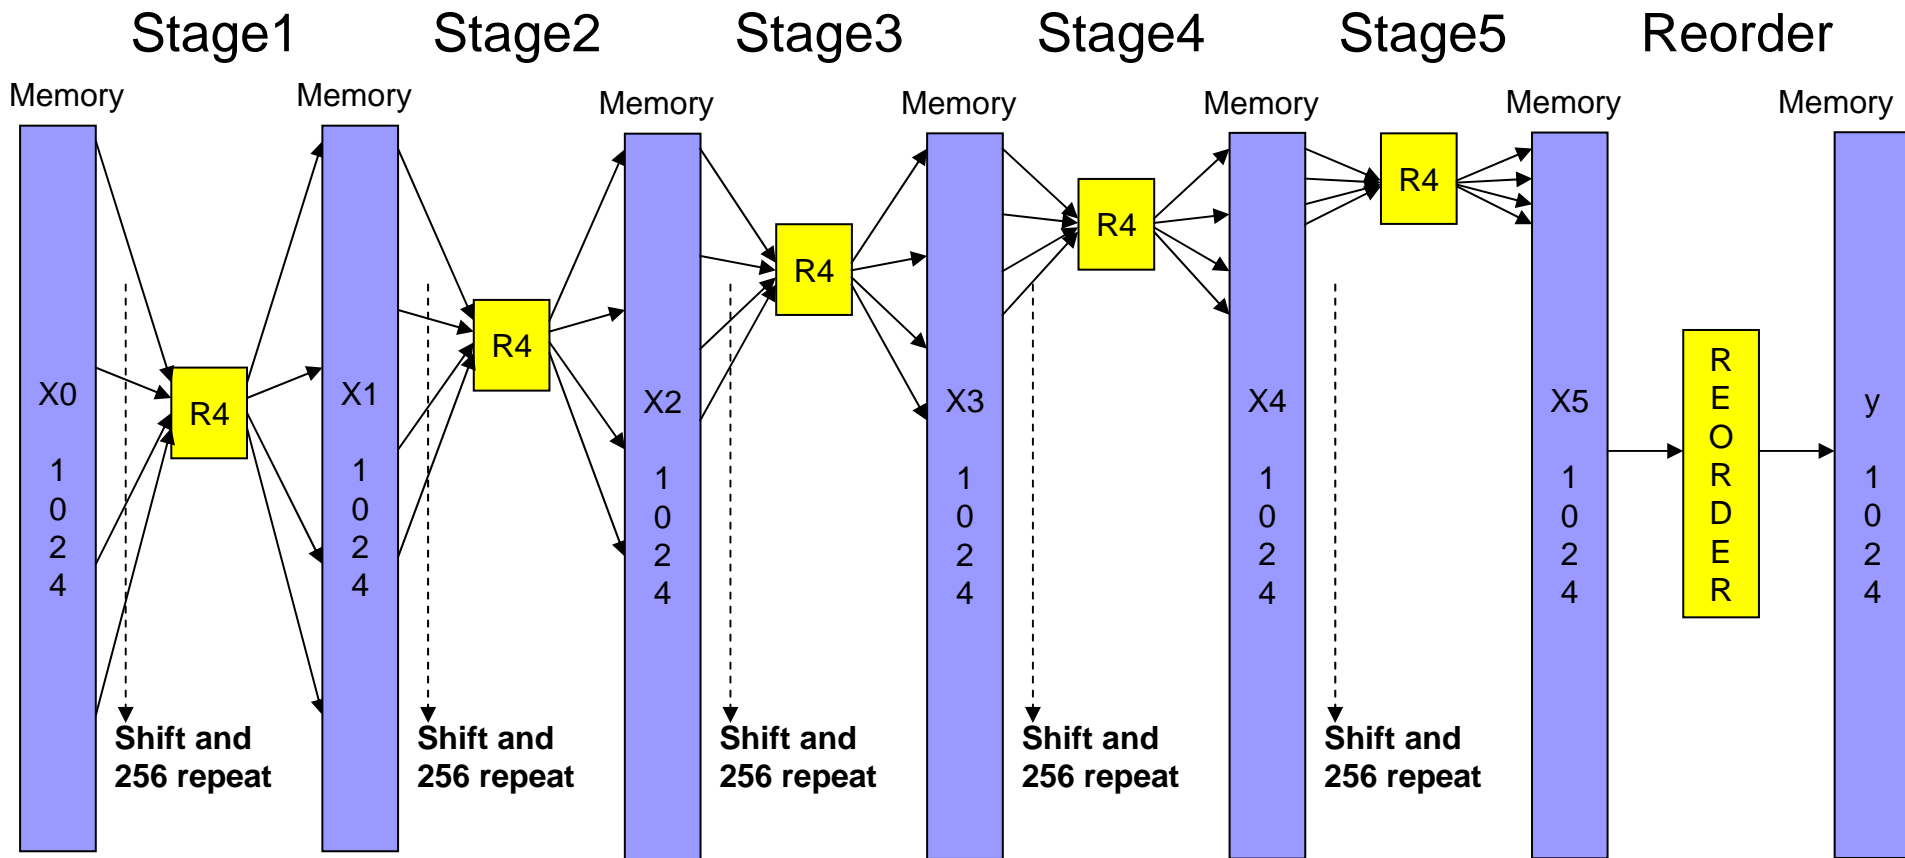 Stage1 Stage2 Stage3 Stage4 Stage5 Reorder
Memory Memory Memory Memory Memory Memory Memory
X0
1
0
2
4
R4
X1
1
0
2
4
R4
X2
1
0
2
4
R4
X3
1
0
2
4
R4
X4
1
0
2
4
R4
X5
1
0
2
4
R
E
O
R
D
E
R
y
1
0
2
4
Shift and
256 repeat
Shift and
256 repeat
Shift and
256 repeat
Shift and
256 repeat
Shift and
256 repeat